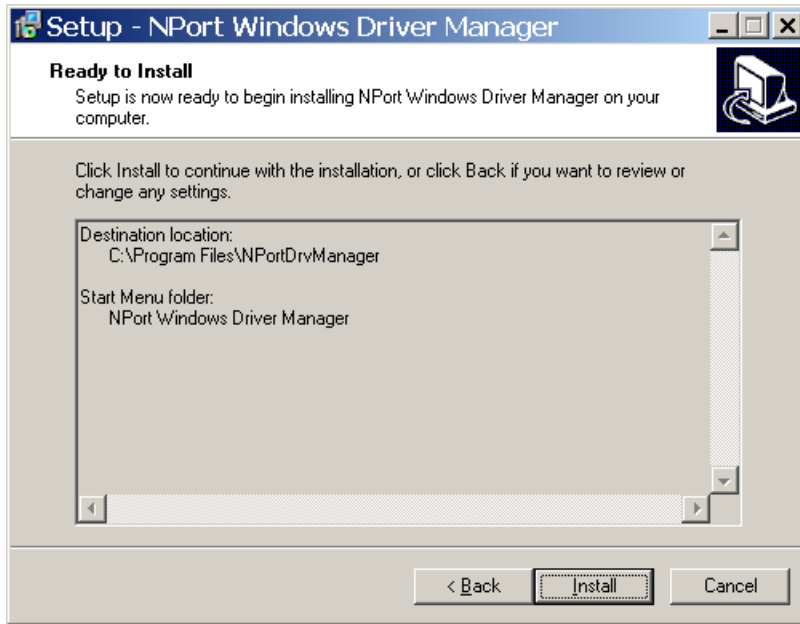 Setup - NPort Windows Driver Manager
Ready to Install
Setup is now ready to begin installing NPort Windows Driver Manager on your
computer.
Click Install to continue with the installation, or click Back if you want to review or
change any settings.
Destination location:
C:\Program Files\NPortDrvManager
Start Menu folder:
NPort Windows Driver Manager
< Back
Install
Cancel